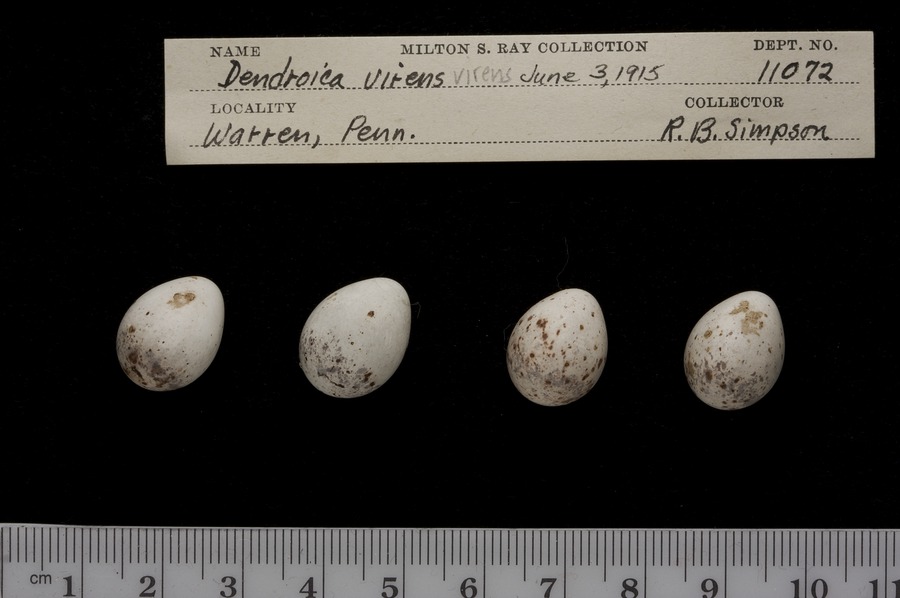 NAME MILTON S. RAY COLLECTION DEPT. NO.
Dendroica virens virens June 3, 1915 11072
LOCALITY COLLECTOR
Warren, Penn. R. B. Simpson
cm 1 2 3 4 5 6 7 8 9 10 11